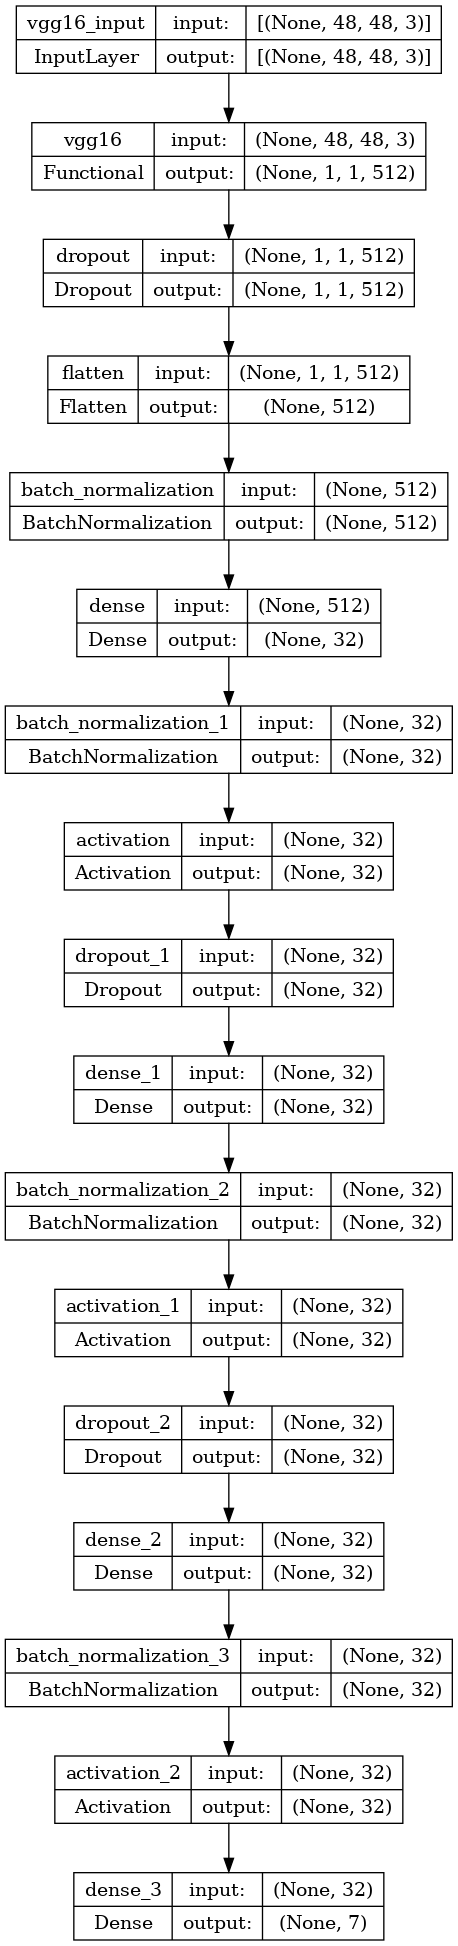 vgg16_input input: [(None, 48, 48, 3)]
InputLayer output: [(None, 48, 48, 3)]
vgg16 input: (None, 48, 48, 3)
Functional output: (None, 1, 1, 512)
dropout input: (None, 1, 1, 512)
Dropout output: (None, 1, 1, 512)
flatten input: (None, 1, 1, 512)
Flatten output: (None, 512)
batch_normalization input: (None, 512)
BatchNormalization output: (None, 512)
dense input: (None, 512)
Dense output: (None, 32)
batch_normalization_1 input: (None, 32)
BatchNormalization output: (None, 32)
activation input: (None, 32)
Activation output: (None, 32)
dropout_1 input: (None, 32)
Dropout output: (None, 32)
dense_1 input: (None, 32)
Dense output: (None, 32)
batch_normalization_2 input: (None, 32)
BatchNormalization output: (None, 32)
activation_1 input: (None, 32)
Activation output: (None, 32)
dropout_2 input: (None, 32)
Dropout output: (None, 32)
dense_2 input: (None, 32)
Dense output: (None, 32)
batch_normalization_3 input: (None, 32)
BatchNormalization output: (None, 32)
activation_2 input: (None, 32)
Activation output: (None, 32)
dense_3 input: (None, 32)
Dense output: (None, 7)